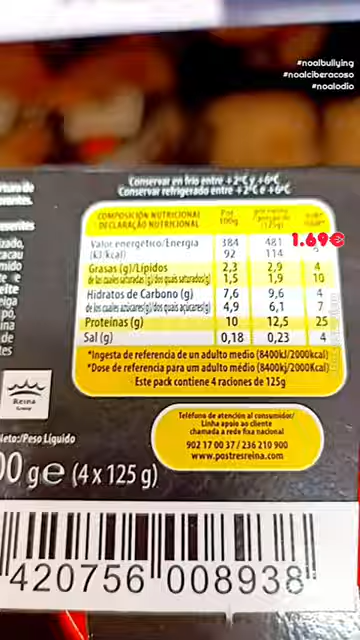 #noalbullying
#noalciberacoso
#noalodio
Conservar en frío entre +2ºC y +6ºC
Conservar refrigerado entre +2ºC e +6ºC
COMPOSICIÓN NUTRICIONAL
DECLARAÇÃO NUTRICIONAL
Por 100g
(125g)
1.69€
Valor energético/Energia (kJ/kcal) 384 92 481 114
Grasas (g)/Lípidos 2,3 2,9 4
de las cuales saturadas (g)/dos quais saturados(g) 1,5 1,9 10
Hidratos de Carbono (g) 7,6 9,6 4
de los cuales azúcares(g)/dos quais açúcares(g) 4,9 6,1 7
Proteínas (g) 10 12,5 25
Sal (g) 0,18 0,23 4
*Ingesta de referencia de un adulto medio (8400kJ/2000kcal)
*Dose de referencia para um adulto médio (8400kJ/2000Kcal)
Este pack contiene 4 raciones de 125g
Reina
Group
Teléfono de atención al consumidor/
Linha apoio ao cliente
chamada a rede fixa nacional
902 17 00 37 / 236 210 900
www.postresreina.com
Neto:/Peso Líquido
00 g e (4 x 125 g)
420756 008938